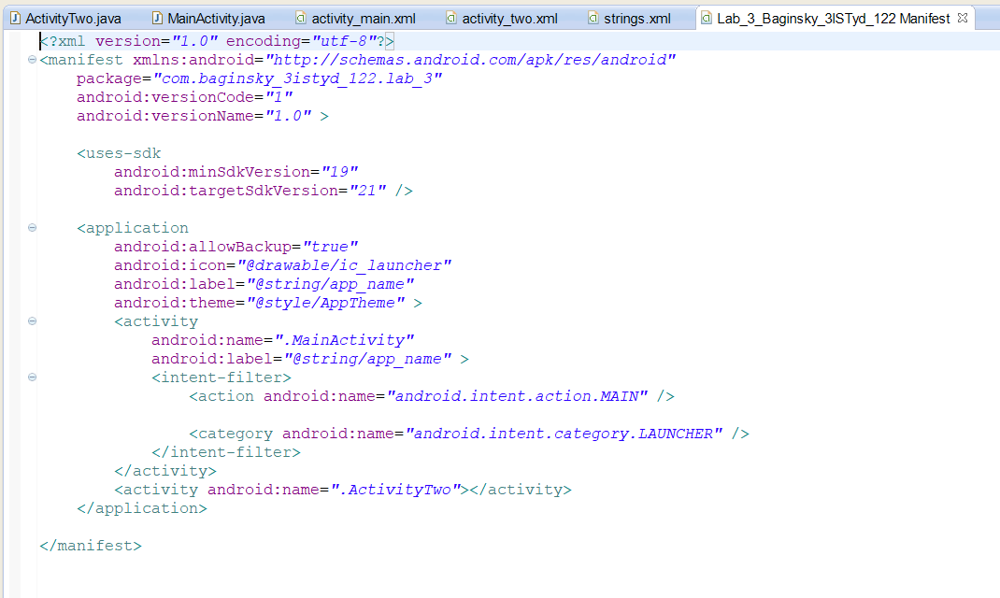 ActivityTwo.java MainActivity.java activity_main.xml activity_two.xml strings.xml Lab_3_Baginsky_3ISTyd_122 Manifest
<?xml version="1.0" encoding="utf-8"?>
<manifest xmlns:android="http://schemas.android.com/apk/res/android"
    package="com.baginsky_3istyd_122.lab_3"
    android:versionCode="1"
    android:versionName="1.0" >
    <uses-sdk
        android:minSdkVersion="19"
        android:targetSdkVersion="21" />
    <application
        android:allowBackup="true"
        android:icon="@drawable/ic_launcher"
        android:label="@string/app_name"
        android:theme="@style/AppTheme" >
        <activity
            android:name=".MainActivity"
            android:label="@string/app_name" >
            <intent-filter>
                <action android:name="android.intent.action.MAIN" />
                <category android:name="android.intent.category.LAUNCHER" />
            </intent-filter>
        </activity>
        <activity android:name=".ActivityTwo"></activity>
    </application>
</manifest>